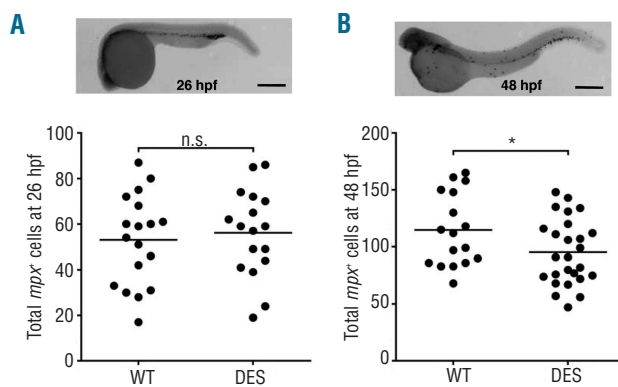 A
26 hpf
Total mpx+ cells at 26 hpf
100
80
60
40
20
0
n.s.
WT
DES
B
48 hpf
Total mpx+ cells at 48 hpf
200
150
100
50
0
*
WT
DES